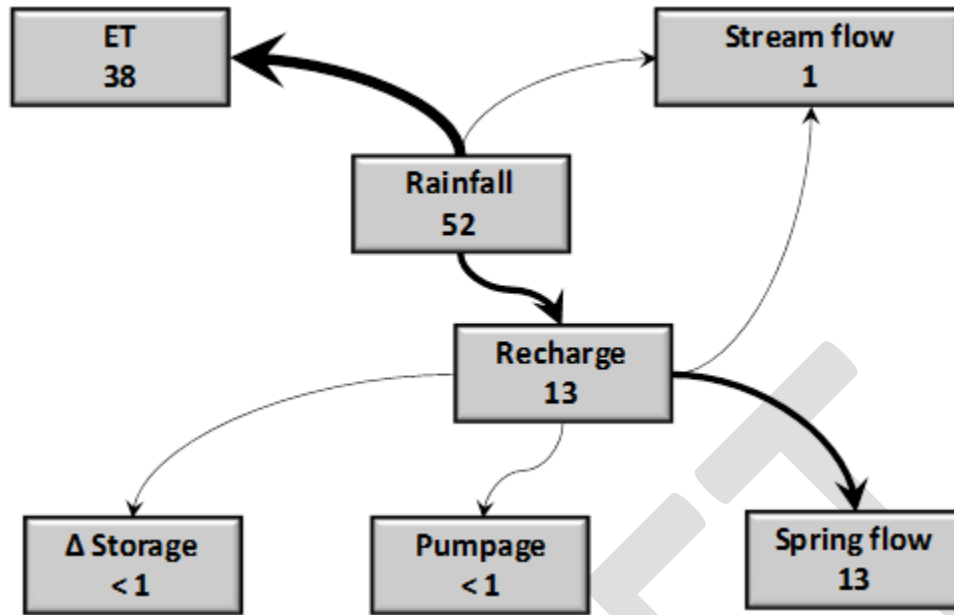 ET
38
Stream flow
1
Rainfall
52
Recharge
13
Δ Storage
< 1
Pumpage
< 1
Spring flow
13